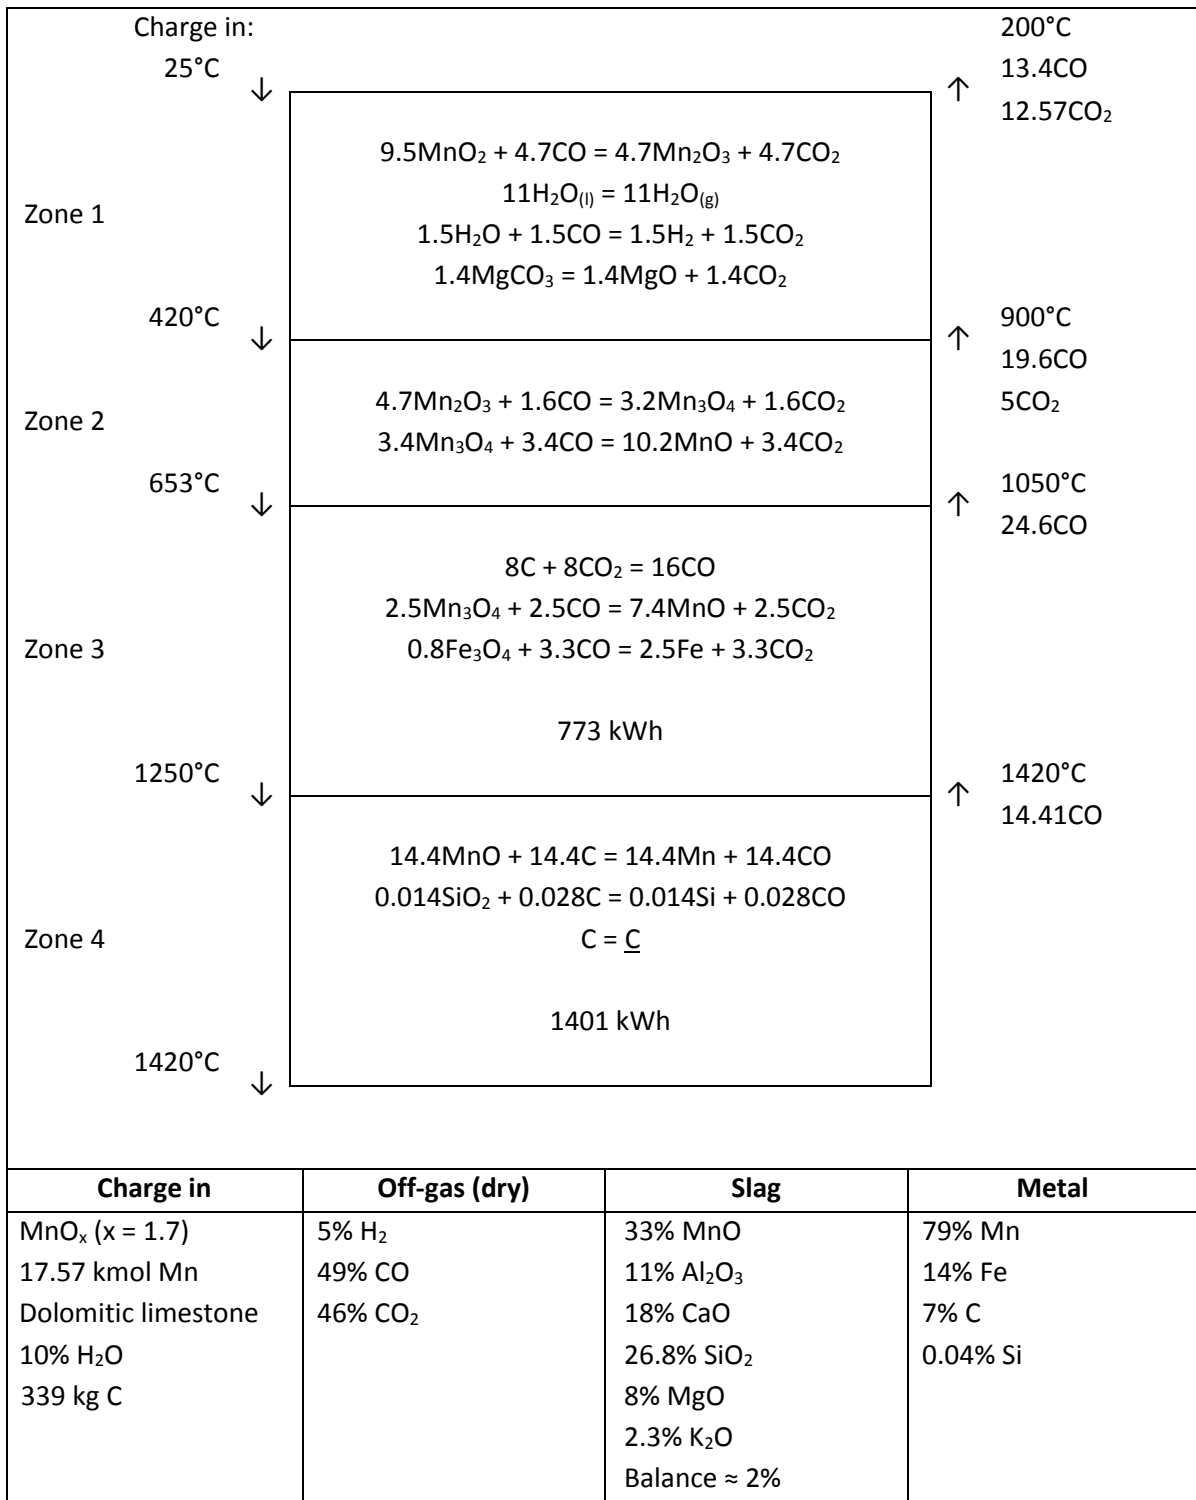 Charge in: 200°C
25°C ↓ ↑ 13.4CO
12.57CO₂
9.5MnO₂ + 4.7CO = 4.7Mn₂O₃ + 4.7CO₂
11H₂O(l) = 11H₂O(g)
Zone 1
1.5H₂O + 1.5CO = 1.5H₂ + 1.5CO₂
1.4MgCO₃ = 1.4MgO + 1.4CO₂
420°C ↓ ↑ 900°C
19.6CO
4.7Mn₂O₃ + 1.6CO = 3.2Mn₃O₄ + 1.6CO₂ 5CO₂
Zone 2
3.4Mn₃O₄ + 3.4CO = 10.2MnO + 3.4CO₂
653°C ↓ ↑ 1050°C
24.6CO
8C + 8CO₂ = 16CO
2.5Mn₃O₄ + 2.5CO = 7.4MnO + 2.5CO₂
Zone 3 0.8Fe₃O₄ + 3.3CO = 2.5Fe + 3.3CO₂
773 kWh
1250°C ↓ ↑ 1420°C
14.41CO
14.4MnO + 14.4C = 14.4Mn + 14.4CO
0.014SiO₂ + 0.028C = 0.014Si + 0.028CO
Zone 4 C = C
1401 kWh
1420°C ↓
Charge in Off-gas (dry) Slag Metal
MnOₓ (x = 1.7) 5% H₂ 33% MnO 79% Mn
17.57 kmol Mn 49% CO 11% Al₂O₃ 14% Fe
Dolomitic limestone 46% CO₂ 18% CaO 7% C
10% H₂O 26.8% SiO₂ 0.04% Si
339 kg C 8% MgO
2.3% K₂O
Balance ≈ 2%